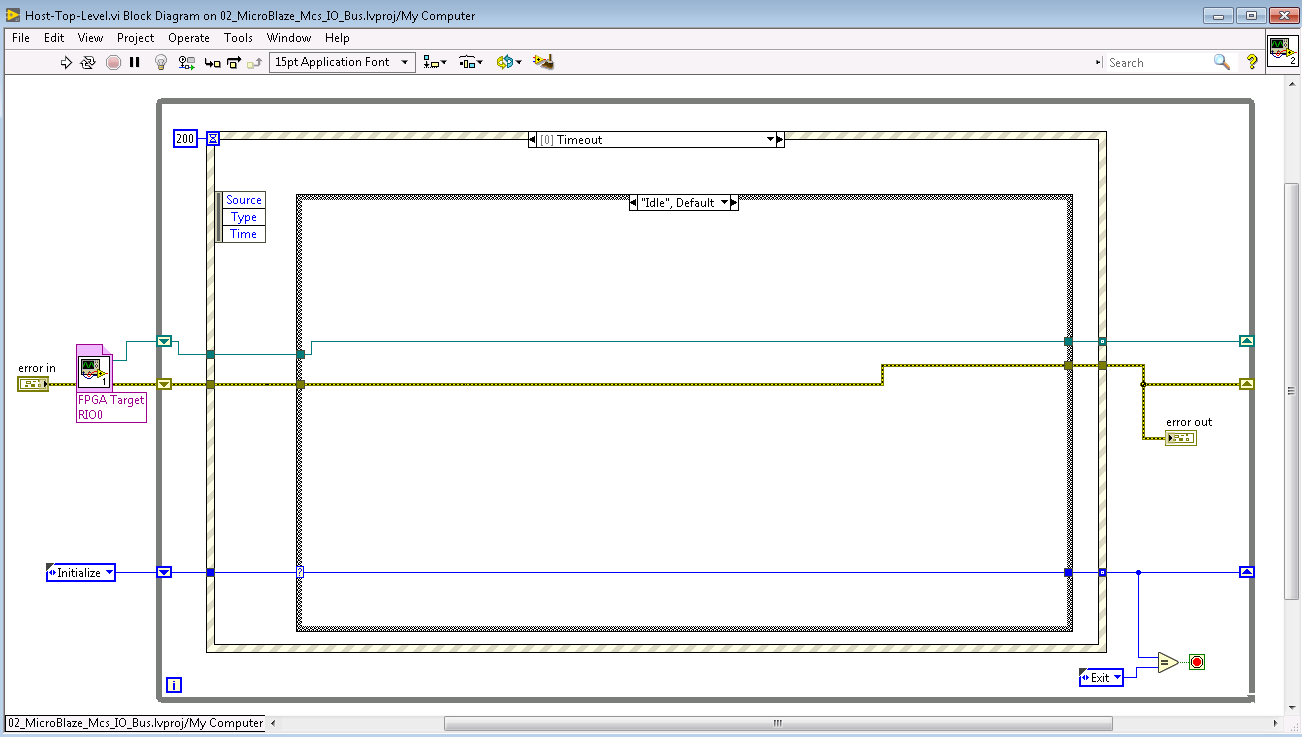 Host-Top-Level.vi Block Diagram on 02_MicroBlaze_Mcs_IO_Bus.lvproj/My Computer
File Edit View Project Operate Tools Window Help
15pt Application Font
Search
?
2
200
[0] Timeout
Source
Type
Time
"Idle", Default
error in
1
FPGA Target
RIO0
error out
Initialize
?
=
Exit
i
02_MicroBlaze_Mcs_IO_Bus.lvproj/My Computer